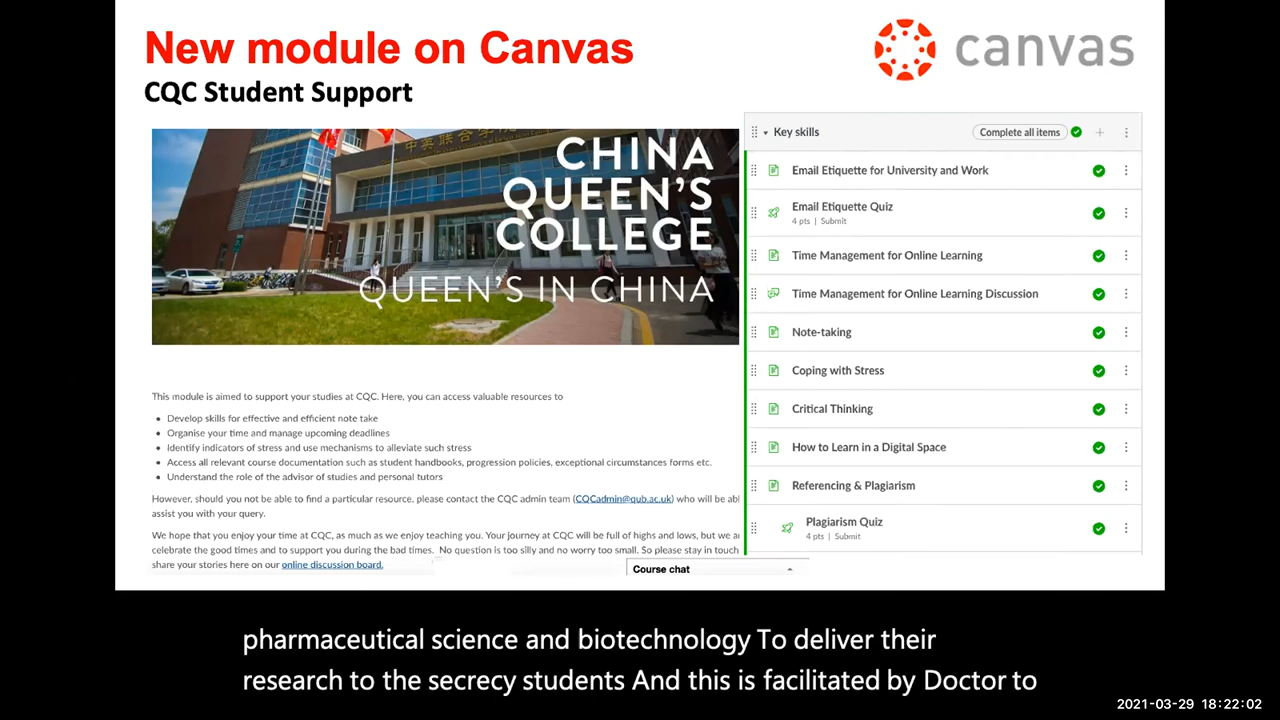 New module on Canvas
canvas
CQC Student Support
中英联合学院
CHINA
QUEEN'S
COLLEGE
QUEEN'S IN CHINA
Key skills
Complete all items
Email Etiquette for University and Work
Email Etiquette Quiz
4 pts | Submit
Time Management for Online Learning
Time Management for Online Learning Discussion
Note-taking
Coping with Stress
Critical Thinking
How to Learn in a Digital Space
Referencing & Plagiarism
Plagiarism Quiz
4 pts | Submit
This module is aimed to support your studies at CQC. Here, you can access valuable resources to
• Develop skills for effective and efficient note take
• Organise your time and manage upcoming deadlines
• Identify indicators of stress and use mechanisms to alleviate such stress
• Access all relevant course documentation such as student handbooks, progression policies, exceptional circumstances forms etc.
• Understand the role of the advisor of studies and personal tutors
However, should you not be able to find a particular resource, please contact the CQC admin team (CQCadmin@qub.ac.uk) who will be abl
assist you with your query.
We hope that you enjoy your time at CQC, as much as we enjoy teaching you. Your journey at CQC will be full of highs and lows, but we a
celebrate the good times and to support you during the bad times. No question is too silly and no worry too small. So please stay in touch
share your stories here on our online discussion board.
Course chat
pharmaceutical science and biotechnology To deliver their
research to the secrecy students And this is facilitated by Doctor to
2021-03-29 18:22:02